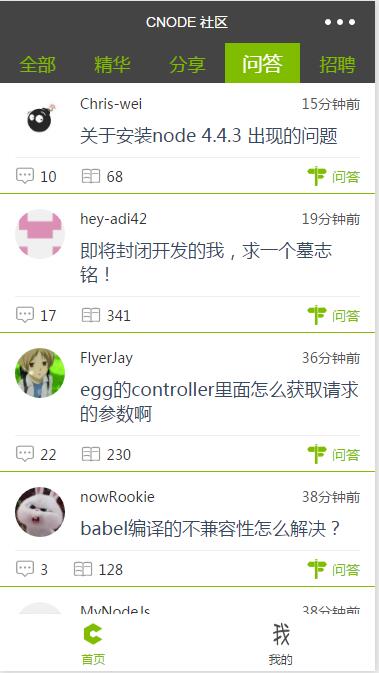 CNODE 社区
全部 精华 分享 问答 招聘
Chris-wei 15分钟前
关于安装node 4.4.3 出现的问题
10 68 问答
hey-adi42 19分钟前
即将封闭开发的我，求一个墓志
铭！
17 341 问答
FlyerJay 36分钟前
egg的controller里面怎么获取请求
的参数啊
22 230 问答
nowRookie 38分钟前
babel编译的不兼容性怎么解决？
3 128 问答
MyNodeJs 38分钟前
我
首页 我的